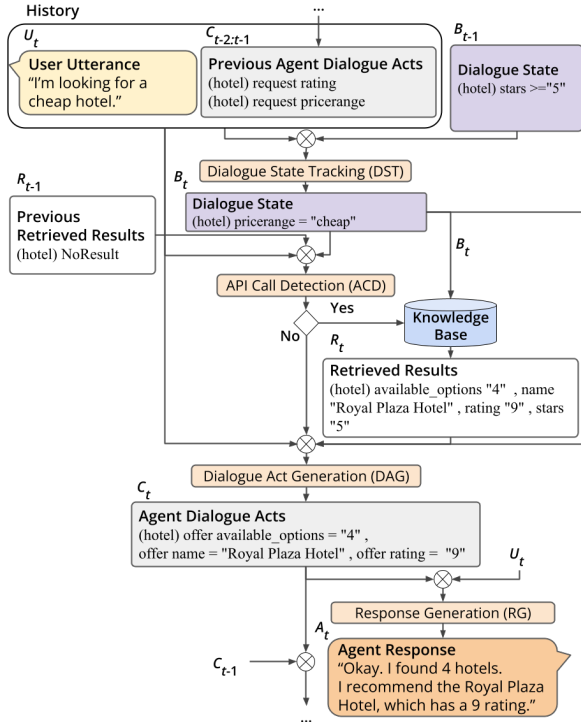 History
...
U_t
User Utterance
“I’m looking for a
cheap hotel.”
C_t-2:t-1
Previous Agent Dialogue Acts
(hotel) request rating
(hotel) request pricerange
B_t-1
Dialogue State
(hotel) stars >="5"
Dialogue State Tracking (DST)
R_t-1
Previous
Retrieved Results
(hotel) NoResult
B_t
Dialogue State
(hotel) pricerange = "cheap"
B_t
API Call Detection (ACD)
Yes
No
Knowledge
Base
R_t
Retrieved Results
(hotel) available_options "4" , name
"Royal Plaza Hotel" , rating "9" , stars
"5"
Dialogue Act Generation (DAG)
C_t
Agent Dialogue Acts
(hotel) offer available_options = "4" ,
offer name = "Royal Plaza Hotel" , offer rating = "9"
U_t
Response Generation (RG)
A_t
Agent Response
“Okay. I found 4 hotels.
I recommend the Royal Plaza
Hotel, which has a 9 rating.”
C_t-1
...